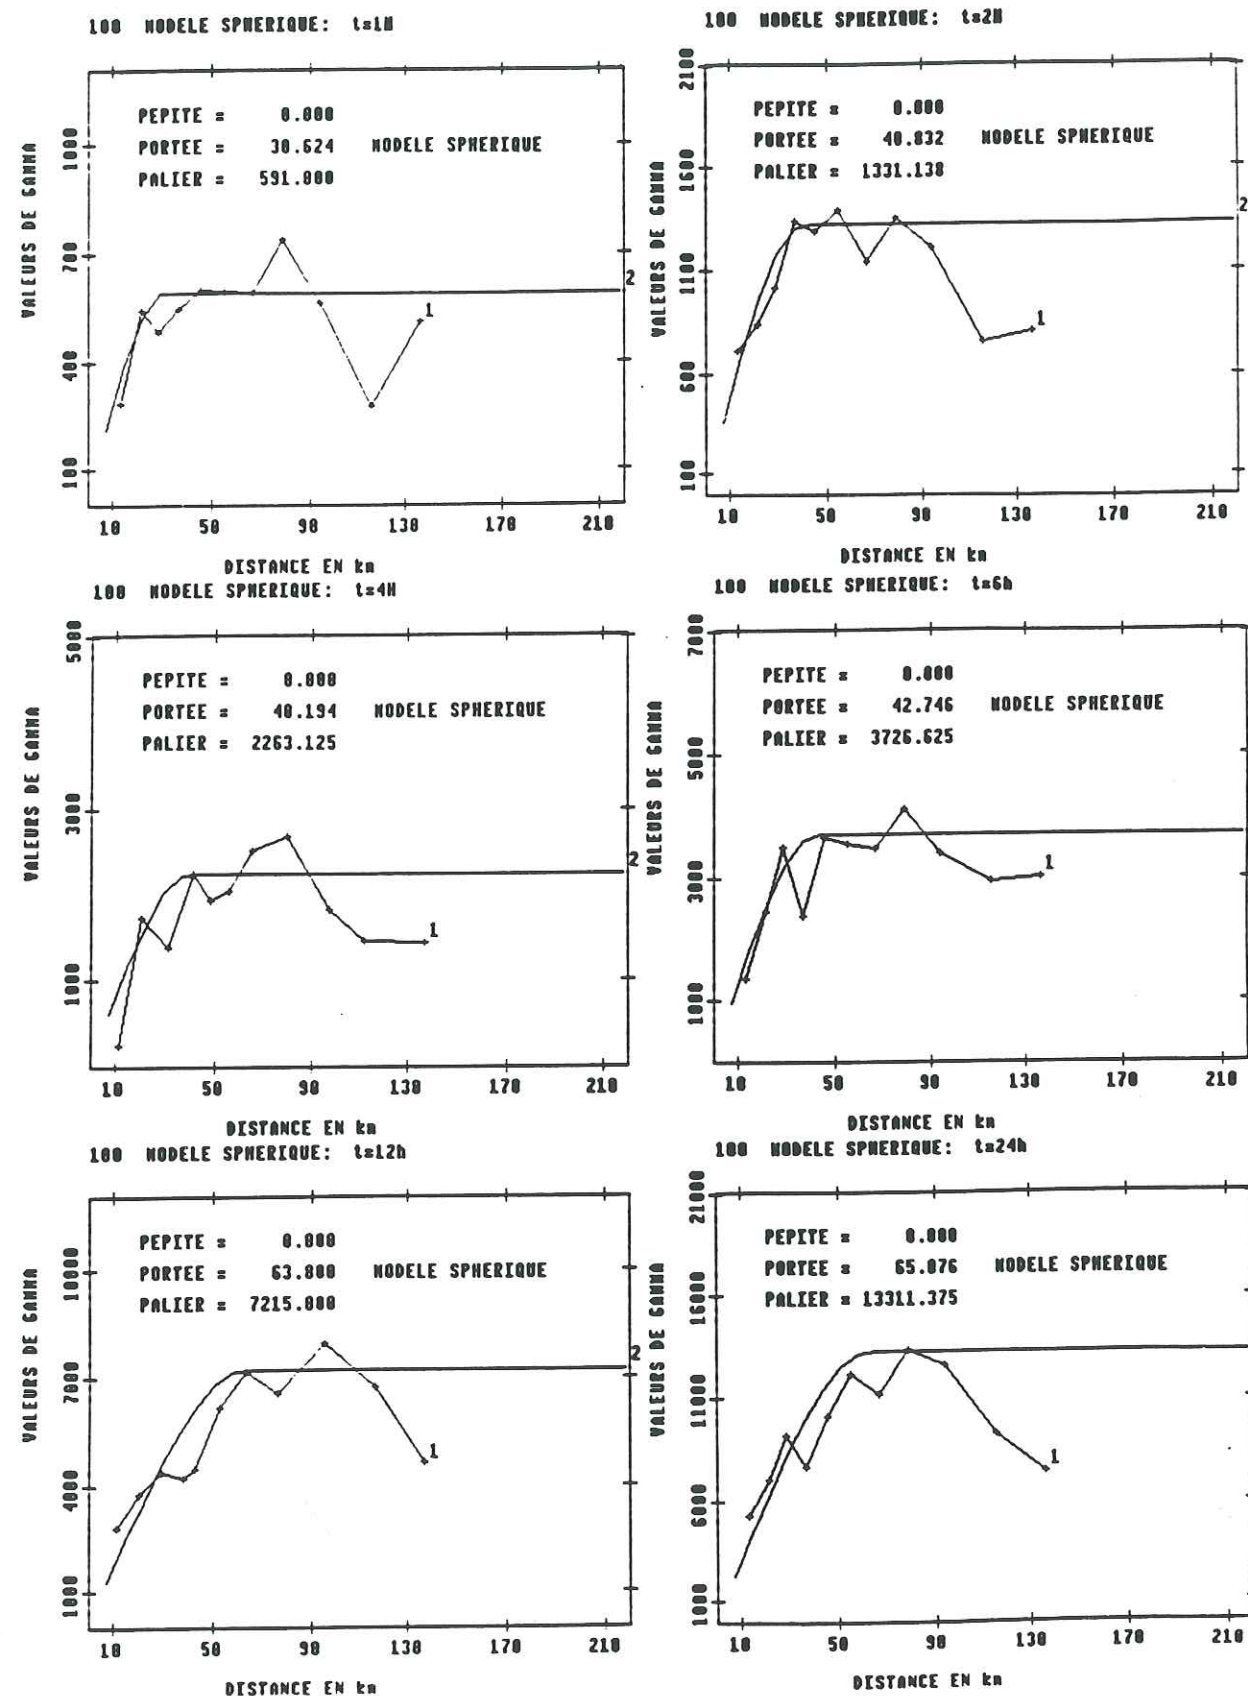 100 MODELE SPHERIQUE: t=1H
VALEURS DE GAMMA
1000
700
400
100
PEPITE = 0.000
PORTEE = 30.624 MODELE SPHERIQUE
PALIER = 591.000
2
1
10 50 90 130 170 210
DISTANCE EN km
100 MODELE SPHERIQUE: t=2H
VALEURS DE GAMMA
2100
1600
1100
600
100
PEPITE = 0.000
PORTEE = 40.832 MODELE SPHERIQUE
PALIER = 1331.138
2
1
10 50 90 130 170 210
DISTANCE EN km
100 MODELE SPHERIQUE: t=4H
VALEURS DE GAMMA
5000
3000
1000
PEPITE = 0.000
PORTEE = 40.194 MODELE SPHERIQUE
PALIER = 2263.125
2
1
10 50 90 130 170 210
DISTANCE EN km
100 MODELE SPHERIQUE: t=6h
VALEURS DE GAMMA
7000
5000
3000
1000
PEPITE = 0.000
PORTEE = 42.746 MODELE SPHERIQUE
PALIER = 3726.625
1
10 50 90 130 170 210
DISTANCE EN km
100 MODELE SPHERIQUE: t=12h
VALEURS DE GAMMA
10000
7000
4000
1000
PEPITE = 0.000
PORTEE = 63.800 MODELE SPHERIQUE
PALIER = 7215.000
2
1
10 50 90 130 170 210
DISTANCE EN km
100 MODELE SPHERIQUE: t=24h
VALEURS DE GAMMA
21000
16000
11000
6000
1000
PEPITE = 0.000
PORTEE = 65.076 MODELE SPHERIQUE
PALIER = 13311.375
1
10 50 90 130 170 210
DISTANCE EN km